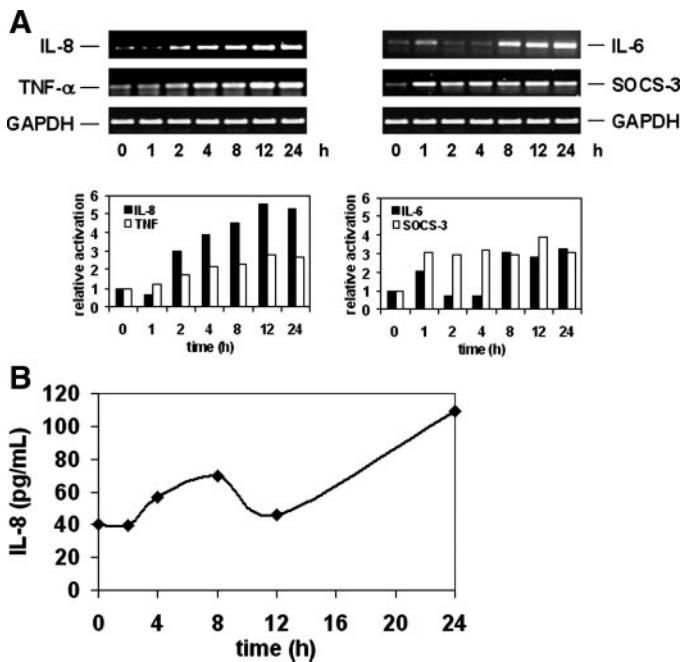 A
IL-8
TNF-α
GAPDH
0 1 2 4 8 12 24 h
IL-6
SOCS-3
GAPDH
0 1 2 4 8 12 24 h
relative activation
6
5
4
3
2
1
0
IL-8
TNF
0 1 2 4 8 12 24
time (h)
relative activation
6
5
4
3
2
1
0
IL-6
SOCS-3
0 1 2 4 8 12 24
time (h)
B
IL-8 (pg/mL)
120
100
80
60
40
20
0
0 4 8 12 16 20 24
time (h)